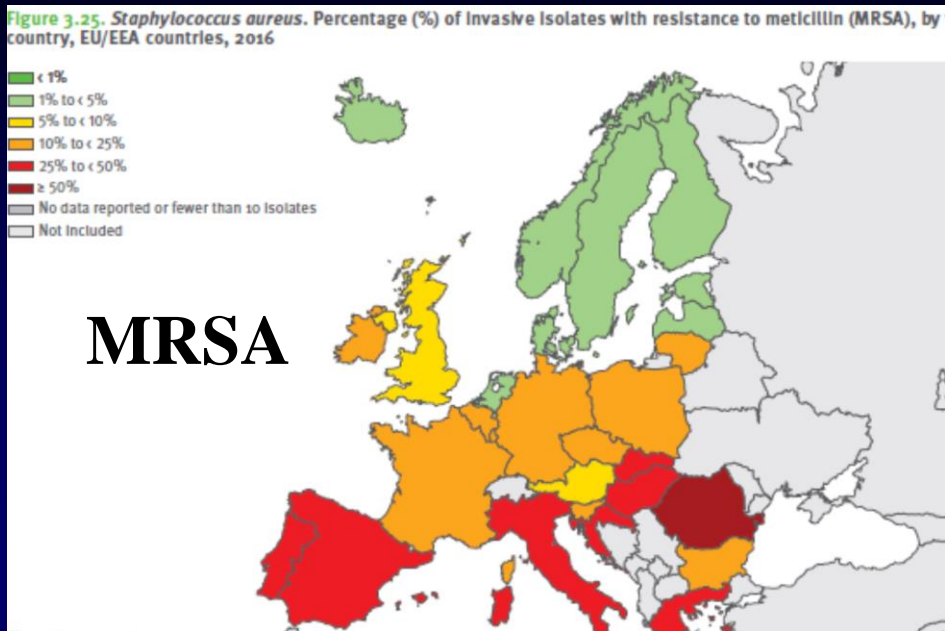 Figure 3.25. Staphylococcus aureus. Percentage (%) of invasive isolates with resistance to meticillin (MRSA), by
country, EU/EEA countries, 2016
< 1%
1% to < 5%
5% to < 10%
10% to < 25%
25% to < 50%
≥ 50%
No data reported or fewer than 10 isolates
Not included
MRSA